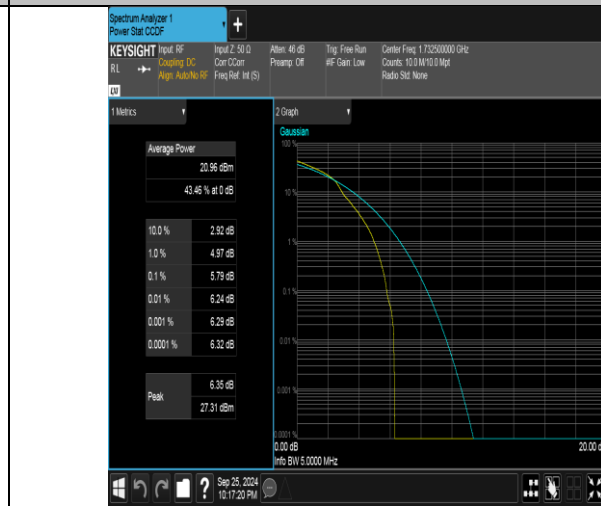 Spectrum Analyzer 1
Power Stat CCDF
+
KEYSIGHT Input: RF Input Z: 50 Ω Atten: 46 dB Trig: Free Run Center Freq: 1.732500000 GHz
RL Coupling: DC Corr CCorr Preamp: Off #IF Gain: Low Counts: 10.0 M/10.0 Mpt
Align: Auto/No RF Freq Ref: Int (S) Radio Std: None
1 Metrics
Average Power
20.96 dBm
43.46 % at 0 dB
10.0 % 2.92 dB
1.0 % 4.97 dB
0.1 % 5.79 dB
0.01 % 6.24 dB
0.001 % 6.29 dB
0.0001 % 6.32 dB
Peak 6.35 dB
27.31 dBm
2 Graph
Gaussian
100 %
10 %
1 %
0.1 %
0.01 %
0.001 %
0.0001 %
0.00 dB 20.00 d
Info BW 5.0000 MHz
? Sep 25, 2024
10:17:20 PM